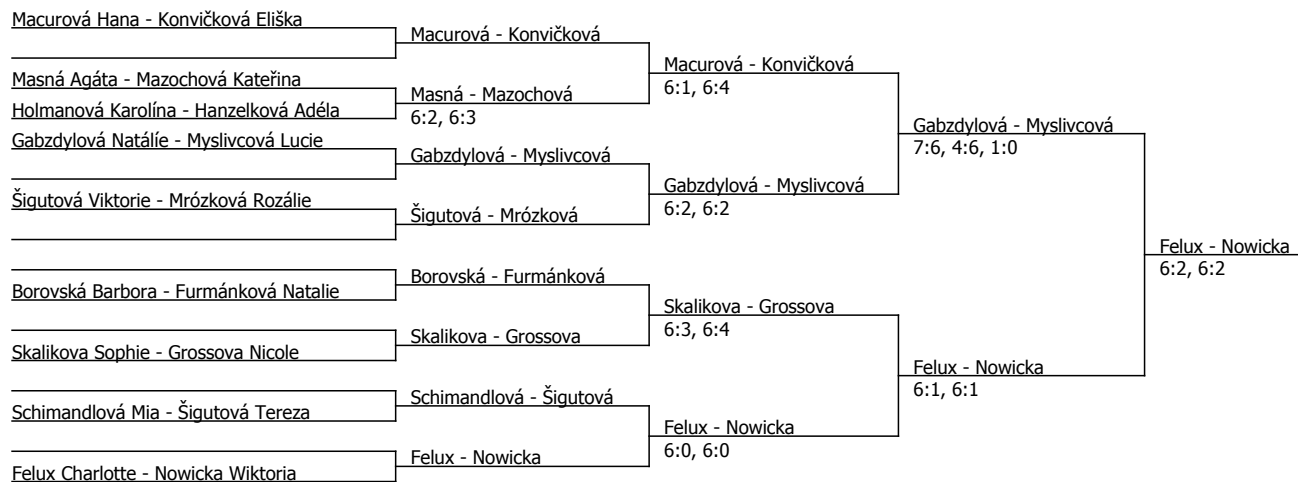 Macurová Hana - Konvičková Eliška
Masná Agáta - Mazochová Kateřina
Holmanová Karolína - Hanzelková Adéla
Gabzdylová Natálíe - Myslivcová Lucie
Šigutová Viktorie - Mrózková Rozálie
Borovská Barbora - Furmánková Natalie
Skalikova Sophie - Grossova Nicole
Schimandlová Mia - Šigutová Tereza
Felux Charlotte - Nowicka Wiktoria
Macurová - Konvičková
Masná - Mazochová
6:2, 6:3
Gabzdylová - Myslivcová
Šigutová - Mrózková
Borovská - Furmánková
Skalikova - Grossova
Schimandlová - Šigutová
Felux - Nowicka
Macurová - Konvičková
6:1, 6:4
Gabzdylová - Myslivcová
6:2, 6:2
Skalikova - Grossova
6:3, 6:4
Felux - Nowicka
6:0, 6:0
Gabzdylová - Myslivcová
7:6, 4:6, 1:0
Felux - Nowicka
6:1, 6:1
Felux - Nowicka
6:2, 6:2